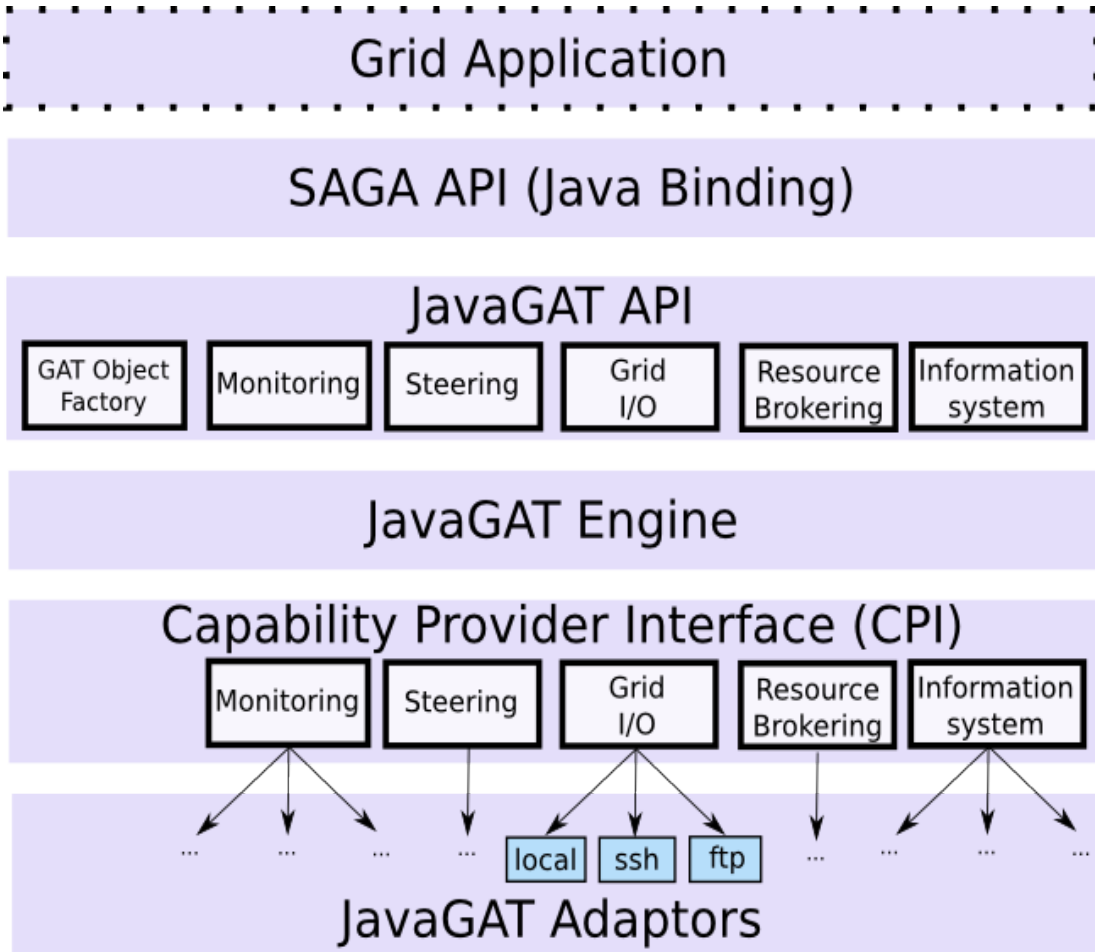 Grid Application
SAGA API (Java Binding)
JavaGAT API
GAT Object
Factory
Monitoring
Steering
Grid
I/O
Resource
Brokering
Information
system
JavaGAT Engine
Capability Provider Interface (CPI)
Monitoring
Steering
Grid
I/O
Resource
Brokering
Information
system
... ... ... ... local ssh ftp ... ... ... ...
JavaGAT Adaptors